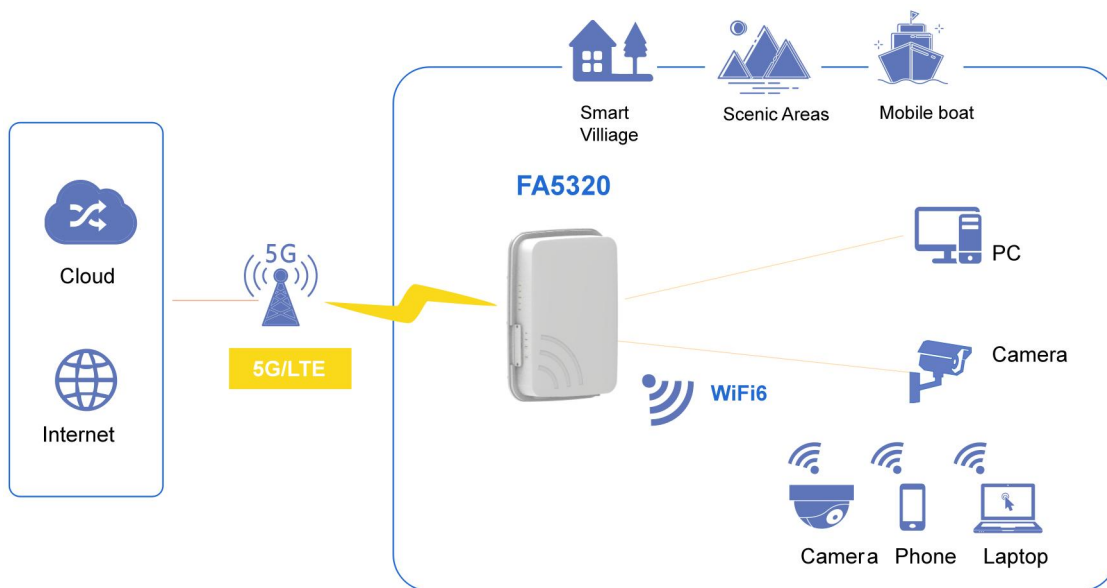 Smart
Villiage
Scenic Areas
Mobile boat
FA5320
Cloud
5G
5G/LTE
Internet
PC
Camera
WiFi6
Camera
Phone
Laptop